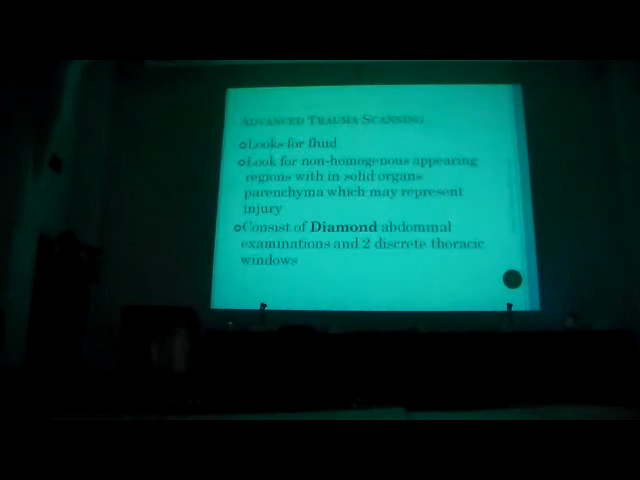 ADVANCED TRAUMA SCANNING
Looks for fluid
Look for non-homogenous appearing
regions with in solid organs
parenchyma which may represent
injury
Consist of Diamond abdominal
examinations and 2 discrete thoracic
windows